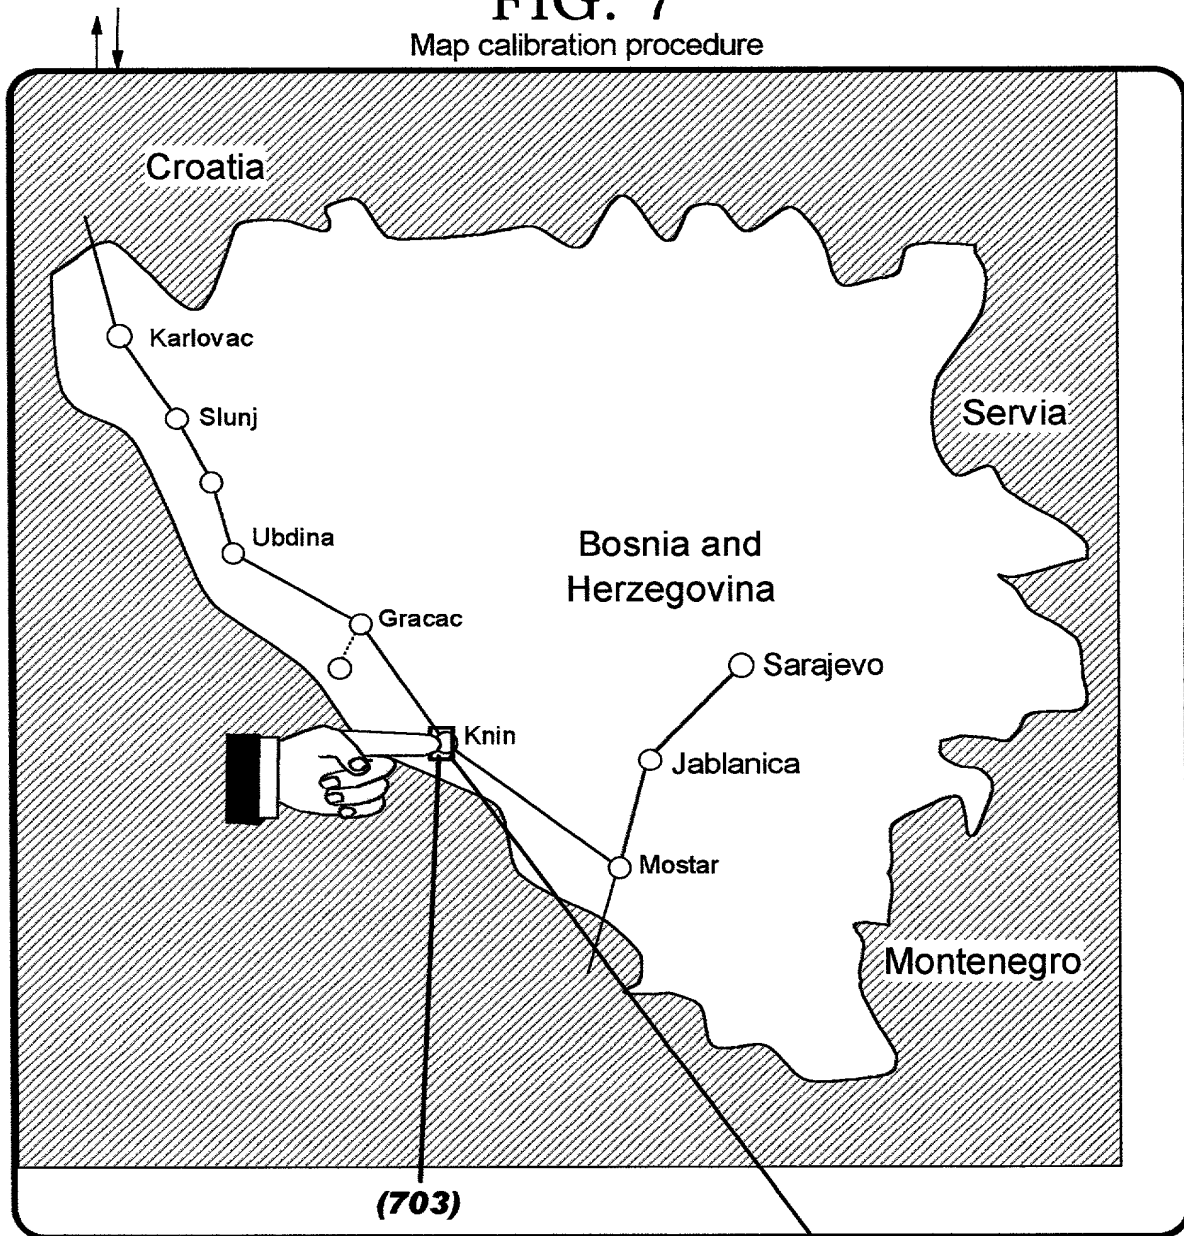 FIG. 7
Map calibration procedure
Croatia
Karlovac
Slunj
Servia
Ubdina
Bosnia and
Herzegovina
Gracac
Sarajevo
Knin
Jablanica
Mostar
Montenegro
(703)